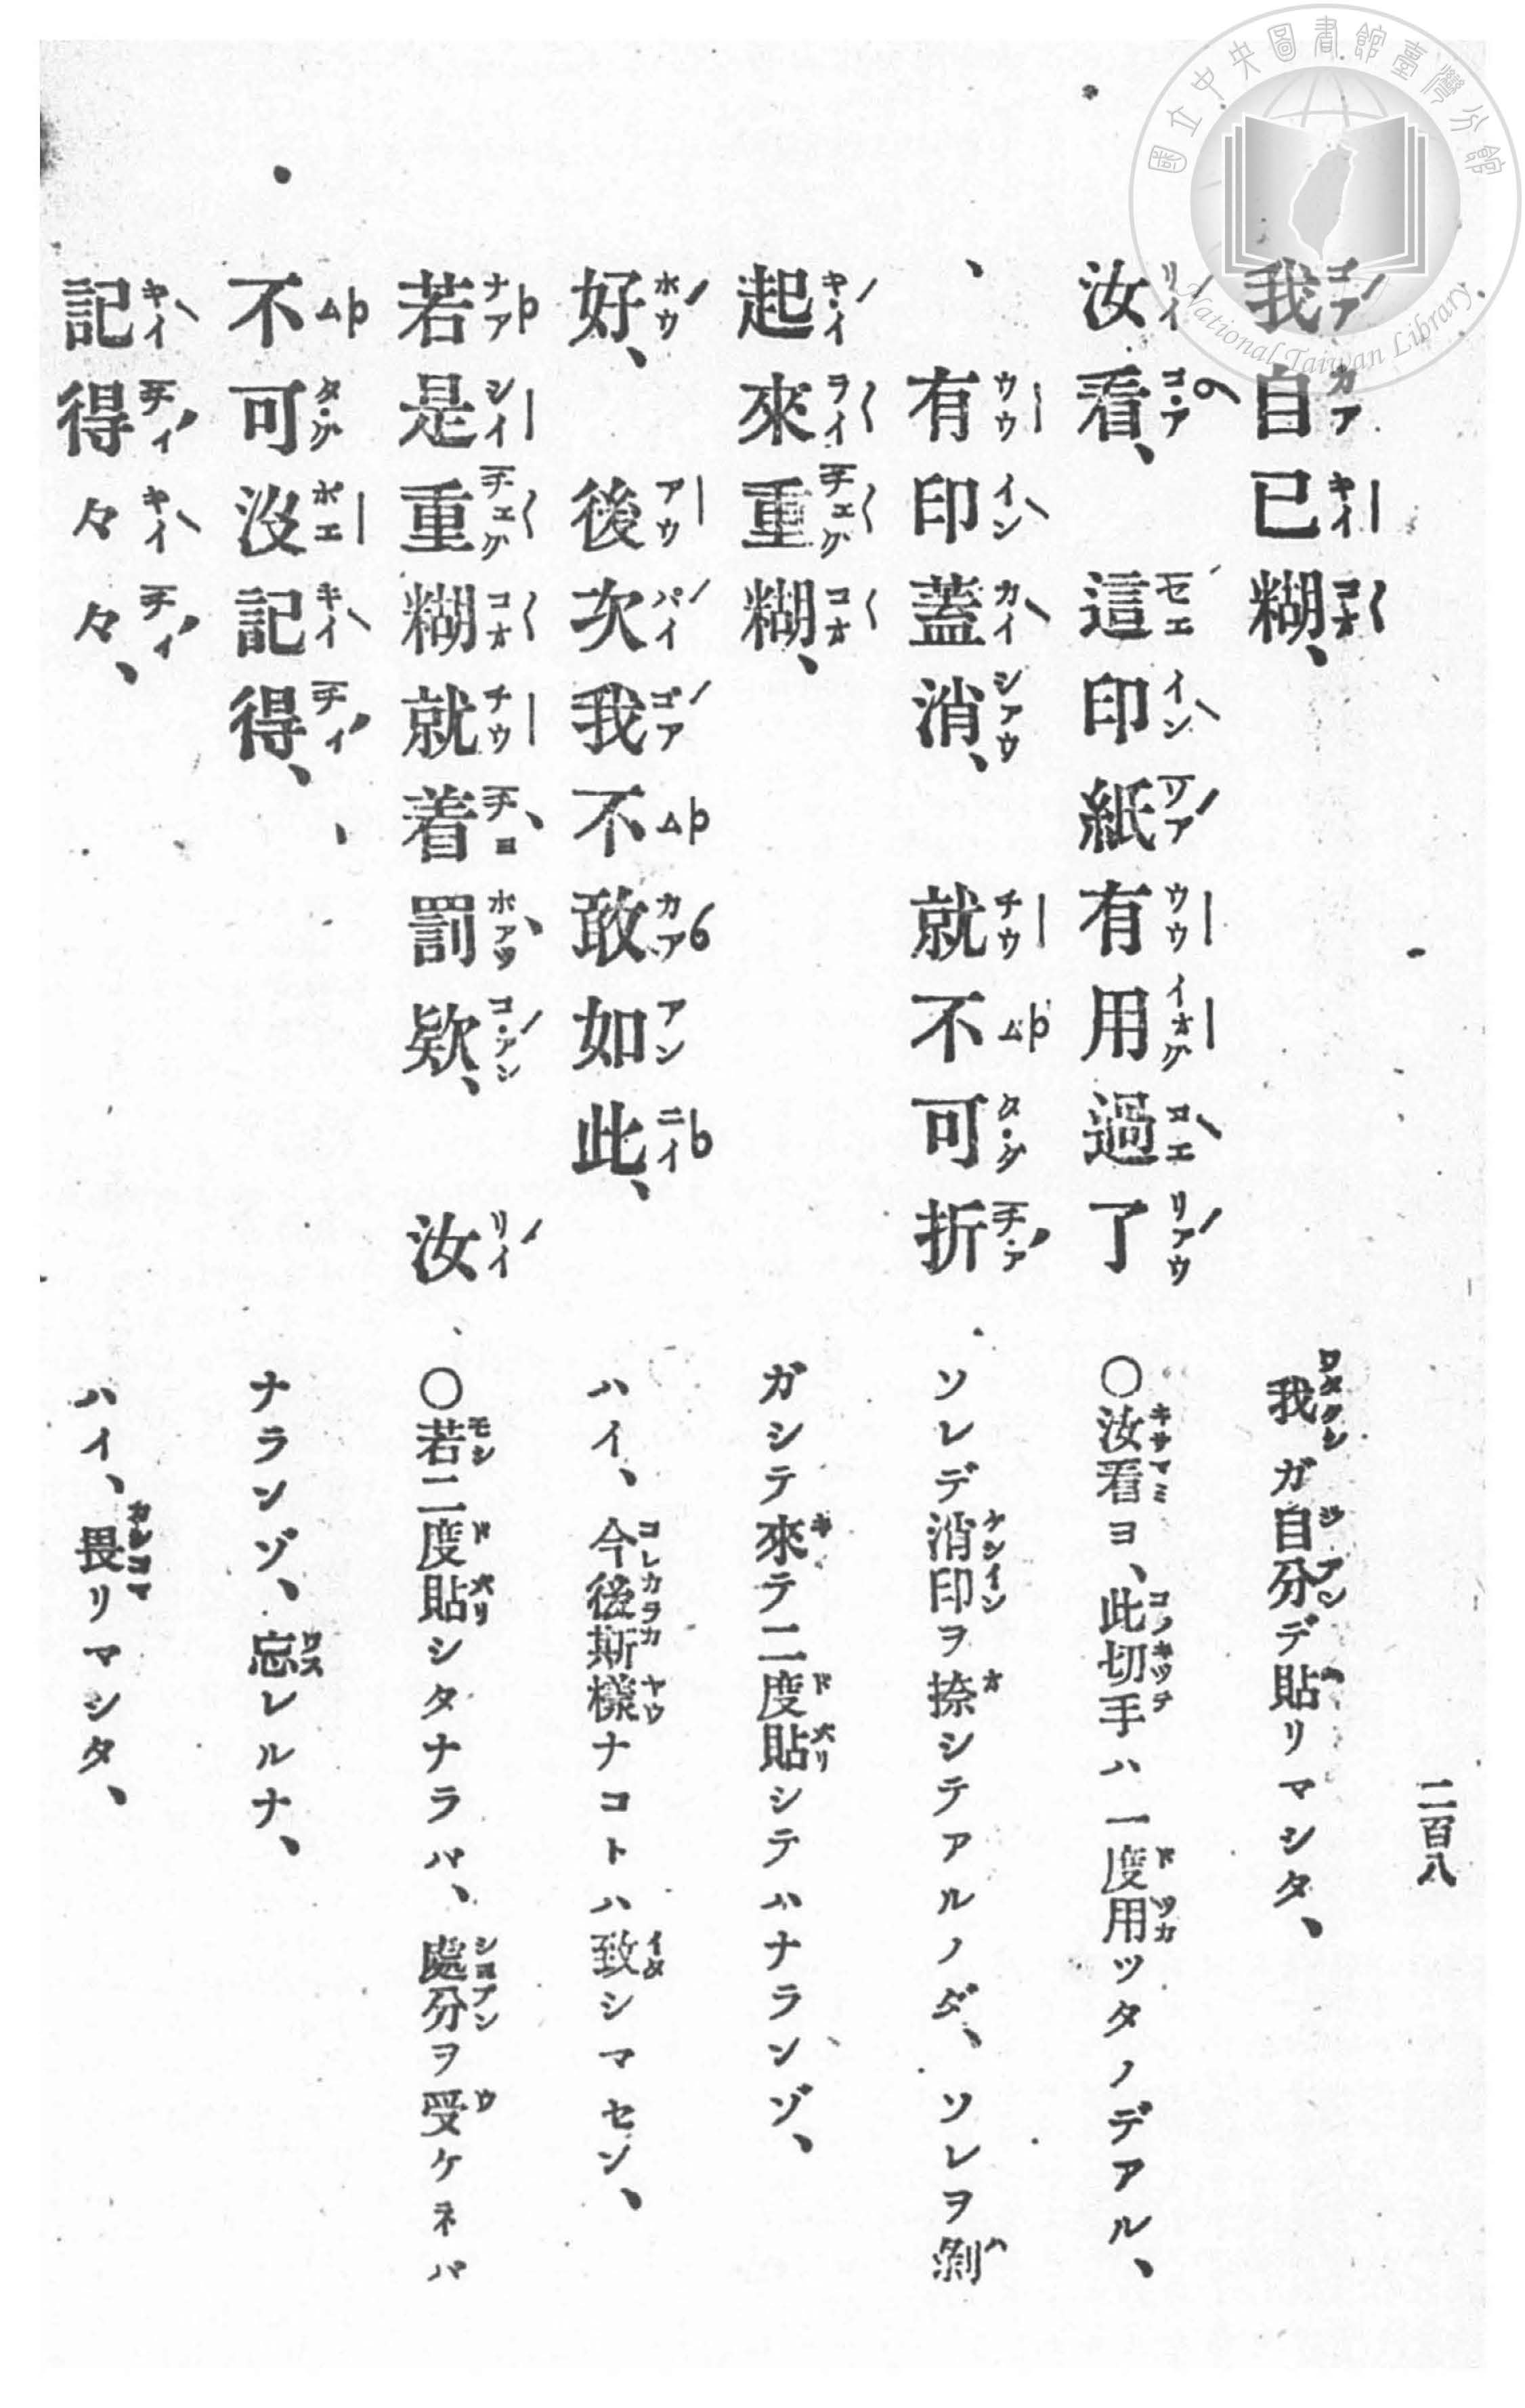 我自已糊、
汝看、　這印紙有用過了
、有印蓋消、　就不可折
起來重糊、
好、　後次我不敢如此、
若是重糊就着罰欵、　汝
不可沒記得、
記得々々、
我ガ自分デ貼リマシタ、
〇汝看ヨ、此切手ハ一度用ツタノデアル、
ソレデ消印ヲ捺シテアルノダ、ソレヲ剝
ガシテ來テ二度貼シテハナランゾ、
ハイ、今後斯樣ナコトハ致シマセン、
〇若二度貼シタナラバ、處分ヲ受ケネバ
ナランゾ、忘レルナ、
ハイ、畏リマシタ、
二百八
國立中央圖書館臺灣分館
National Taiwan Library